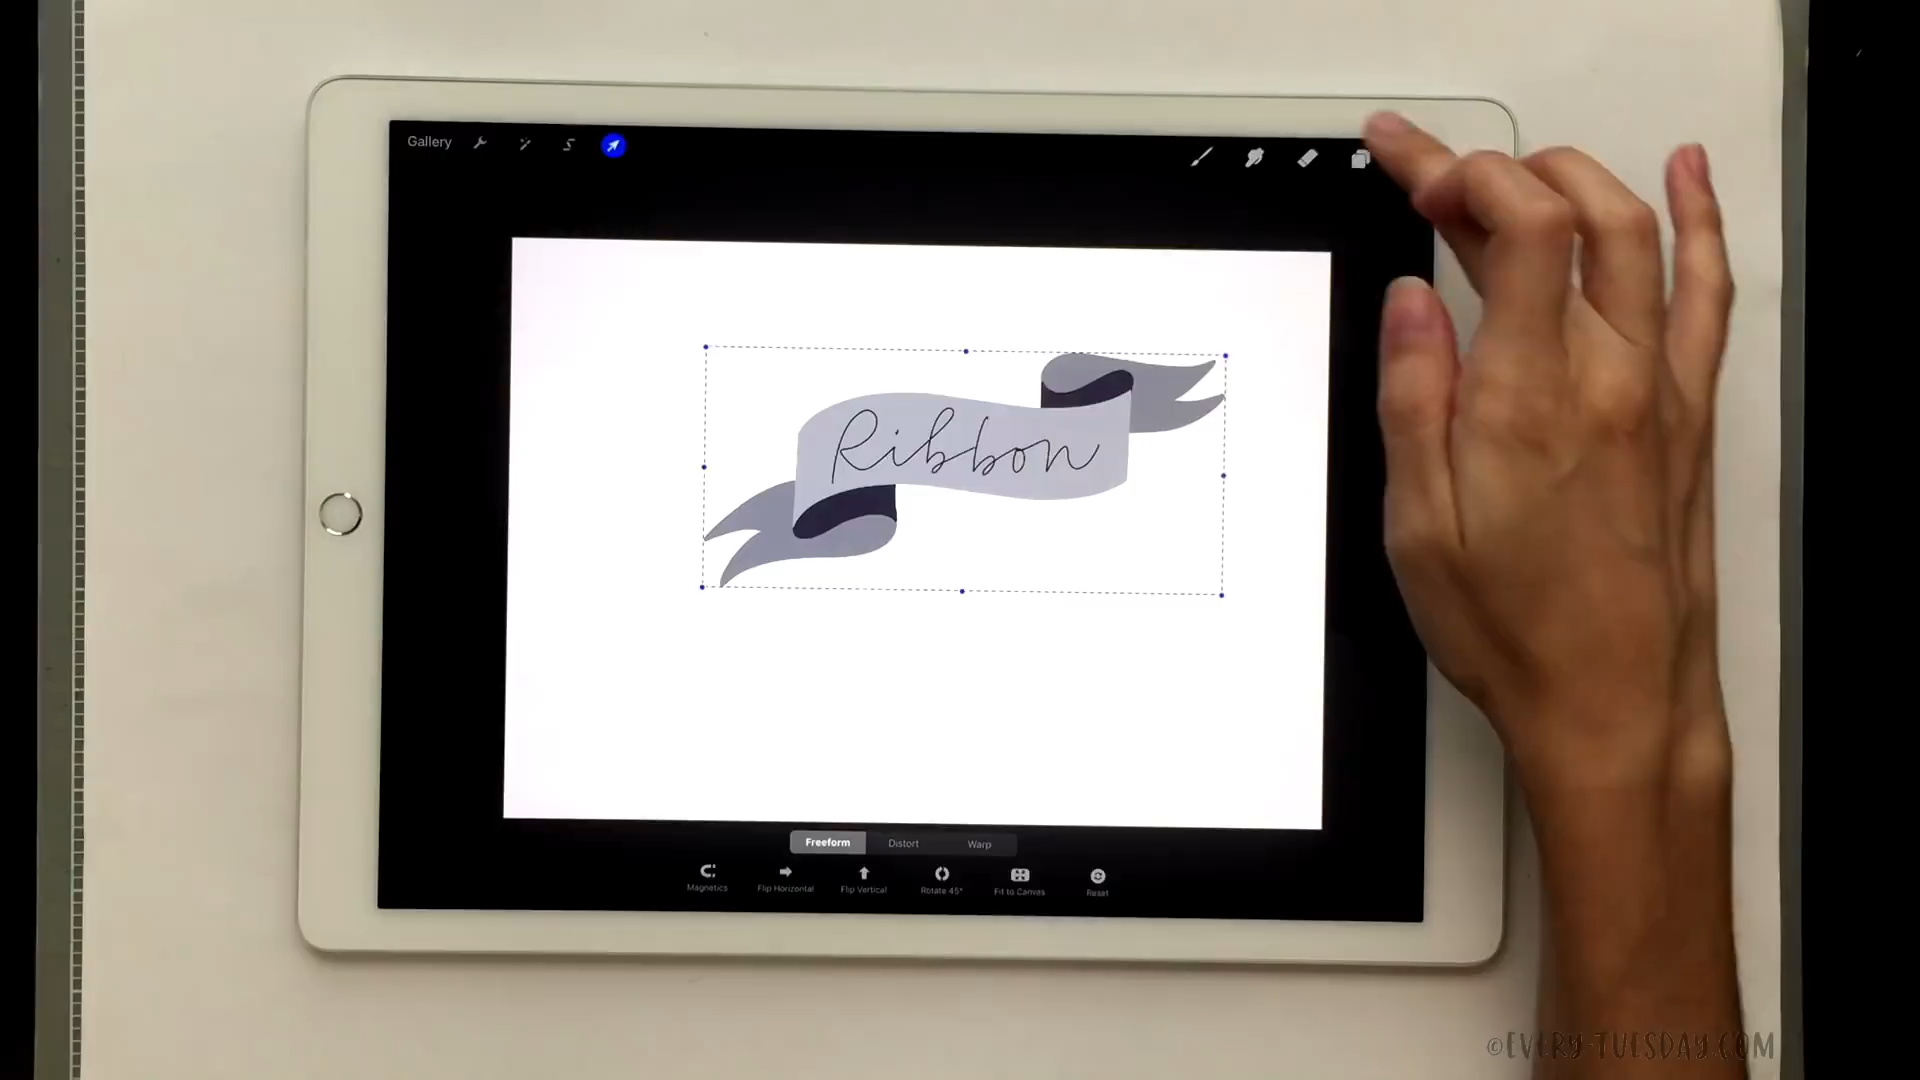 Gallery
Ribbon
Freeform Distort Warp
Magnetics Flip Horizontal Flip Vertical Rotate 45° Fit to Canvas Reset
©EVERY-TUESDAY.COM